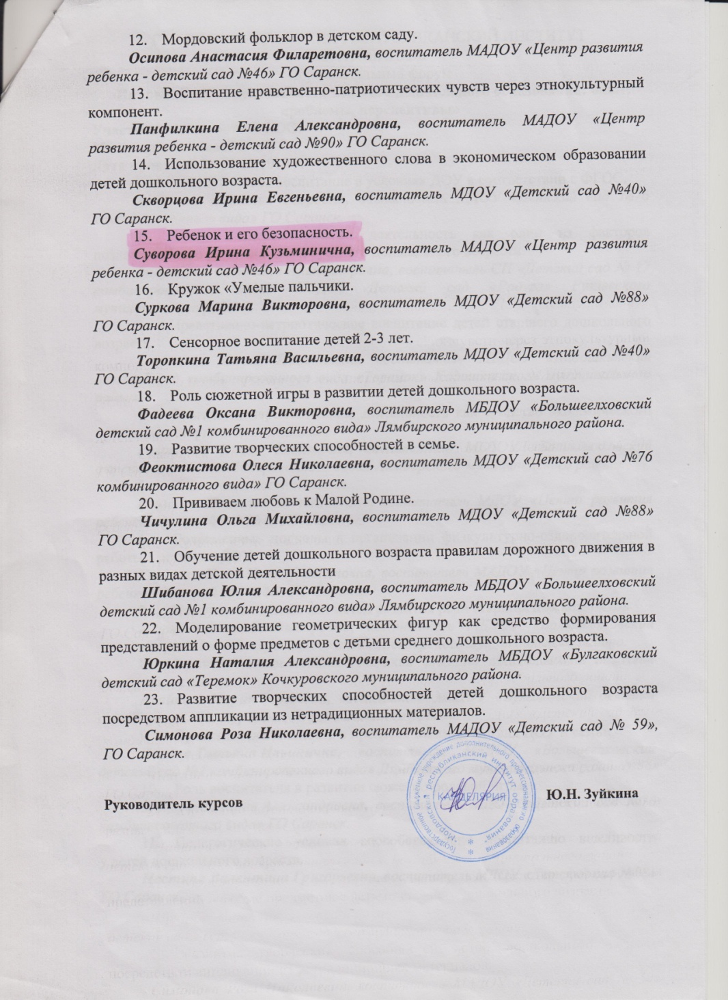 12. Мордовский фольклор в детском саду.
Осипова Анастасия Филаретовна, воспитатель МАДОУ «Центр развития
ребенка - детский сад №46» ГО Саранск.
13. Воспитание нравственно-патриотических чувств через этнокультурный
компонент.
Панфилкина Елена Александровна, воспитатель МАДОУ «Центр
развития ребенка - детский сад №90» ГО Саранск.
14. Использование художественного слова в экономическом образовании
детей дошкольного возраста.
Скворцова Ирина Евгеньевна, воспитатель МДОУ «Детский сад №40»
ГО Саранск.
15. Ребенок и его безопасность.
Суворова Ирина Кузьминична, воспитатель МАДОУ «Центр развития
ребенка - детский сад №46» ГО Саранск.
16. Кружок «Умелые пальчики.
Суркова Марина Викторовна, воспитатель МДОУ «Детский сад №88»
ГО Саранск.
17. Сенсорное воспитание детей 2-3 лет.
Торопкина Татьяна Васильевна, воспитатель МДОУ «Детский сад №40»
ГО Саранск.
18. Роль сюжетной игры в развитии детей дошкольного возраста.
Фадеева Оксана Викторовна, воспитатель МБДОУ «Большеелховский
детский сад №1 комбинированного вида» Лямбирского муниципального района.
19. Развитие творческих способностей в семье.
Феоктистова Олеся Николаевна, воспитатель МДОУ «Детский сад №76
комбинированного вида» ГО Саранск.
20. Прививаем любовь к Малой Родине.
Чичулина Ольга Михайловна, воспитатель МДОУ «Детский сад №88»
ГО Саранск.
21. Обучение детей дошкольного возраста правилам дорожного движения в
разных видах детской деятельности
Шибанова Юлия Александровна, воспитатель МБДОУ «Большеелховский
детский сад №1 комбинированного вида» Лямбирского муниципального района.
22. Моделирование геометрических фигур как средство формирования
представлений о форме предметов с детьми среднего дошкольного возраста.
Юркина Наталия Александровна, воспитатель МБДОУ «Булгаковский
детский сад «Теремок» Кочкуровского муниципального района.
23. Развитие творческих способностей детей дошкольного возраста
посредством аппликации из нетрадиционных материалов.
Симонова Роза Николаевна, воспитатель МАДОУ «Детский сад № 59»,
ГО Саранск.
Руководитель курсов Ю.Н. Зуйкина
Государственное бюджетное учреждение дополнительного профессионального образования
"Мордовский республиканский институт образования"
КАНЦЕЛЯРИЯ